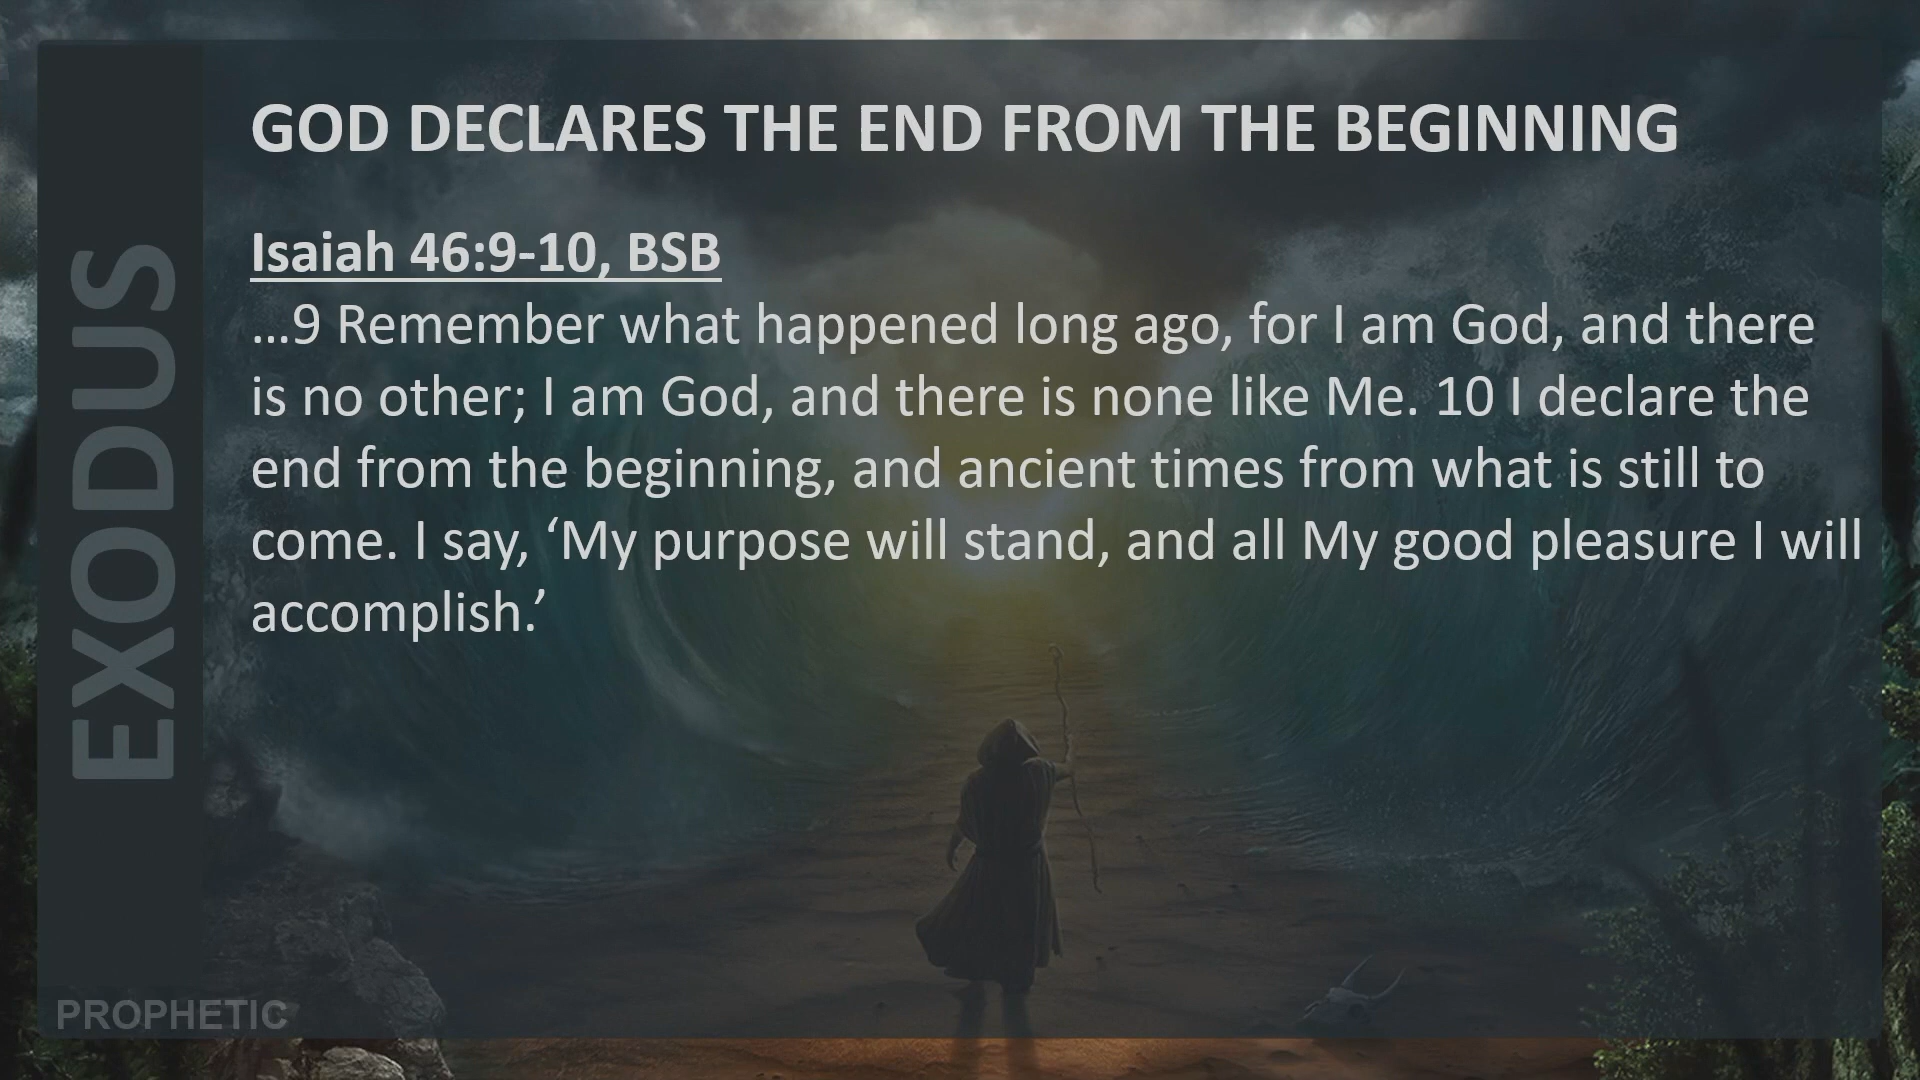 GOD DECLARES THE END FROM THE BEGINNING
Isaiah 46:9-10, BSB
…9 Remember what happened long ago, for I am God, and there
is no other; I am God, and there is none like Me. 10 I declare the
end from the beginning, and ancient times from what is still to
come. I say, ‘My purpose will stand, and all My good pleasure I will
accomplish.’
EXODUS
PROPHETIC